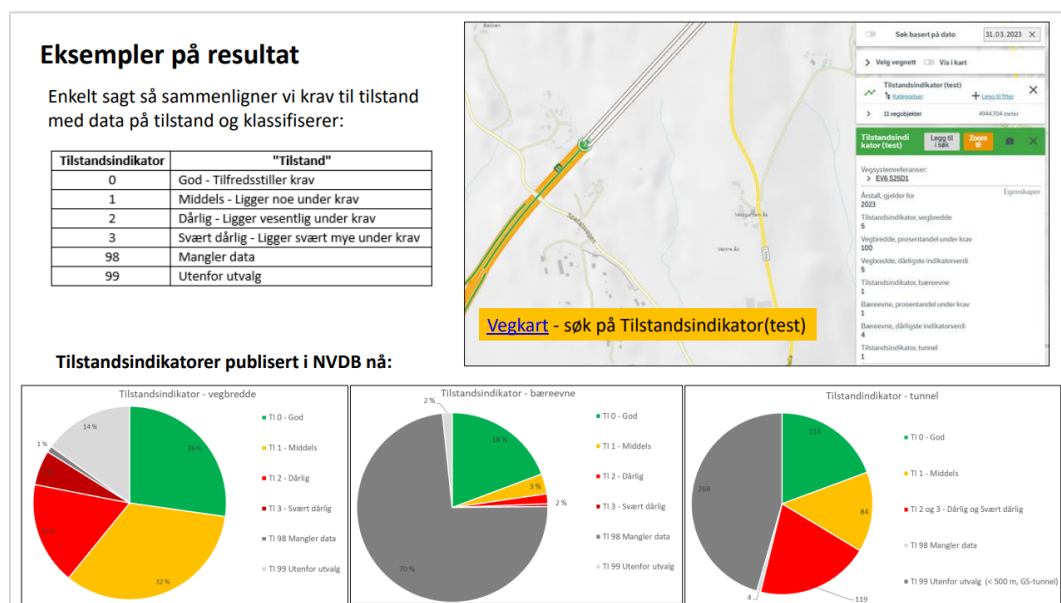 Eksempler på resultat
Enkelt sagt så sammenligner vi krav til tilstand
med data på tilstand og klassifiserer:
Tilstandsindikator "Tilstand"
0 God - Tilfredsstiller krav
1 Middels - Ligger noe under krav
2 Dårlig - Ligger vesentlig under krav
3 Svært dårlig - Ligger svært mye under krav
98 Mangler data
99 Utenfor utvalg
Bakken
Vestre Ås
Vegkart - søk på Tilstandsindikator(test)
Søk basert på dato 31.03.2023
Velg vegnett Vis i kart
Tilstandsindikator (test)
Kategoriser Legg til filter
11 vegobjekter 4944.704 meter
Tilstandsindi
kator (test)
Legg til
i søk
Zoom
til
Vegsystemreferanser:
EV6 S25D1
Egenskaper
Årstall, gjelder for
2023
Tilstandsindikator, vegbredde
5
Vegbredde, prosentandel under krav
100
Vegbredde, dårligste indikatorverdi
5
Tilstandsindikator, bæreevne
1
Bæreevne, prosentandel under krav
1
Bæreevne, dårligste indikatorverdi
4
Tilstandsindikator, tunnel
1
Tilstandsindikatorer publisert i NVDB nå:
Tilstandsindikator - vegbredde
26 %
32 %
1 %
14 %
TI 0 - God
TI 1 - Middels
TI 2 - Dårlig
TI 3 - Svært dårlig
TI 98 Mangler data
TI 99 Utenfor utvalg
Tilstandsindikator - bæreevne
18 %
3 %
2 %
70 %
2 %
TI 0 - God
TI 1 - Middels
TI 2 - Dårlig
TI 3 - Svært dårlig
TI 98 Mangler data
TI 99 Utenfor utvalg
Tilstandindikator - tunnel
114
84
119
4
268
TI 0 - God
TI 1 - Middels
TI 2 og 3 - Dårlig og Svært dårlig
TI 98 Mangler data
TI 99 Utenfor utvalg (< 500 m, GS-tunnel)